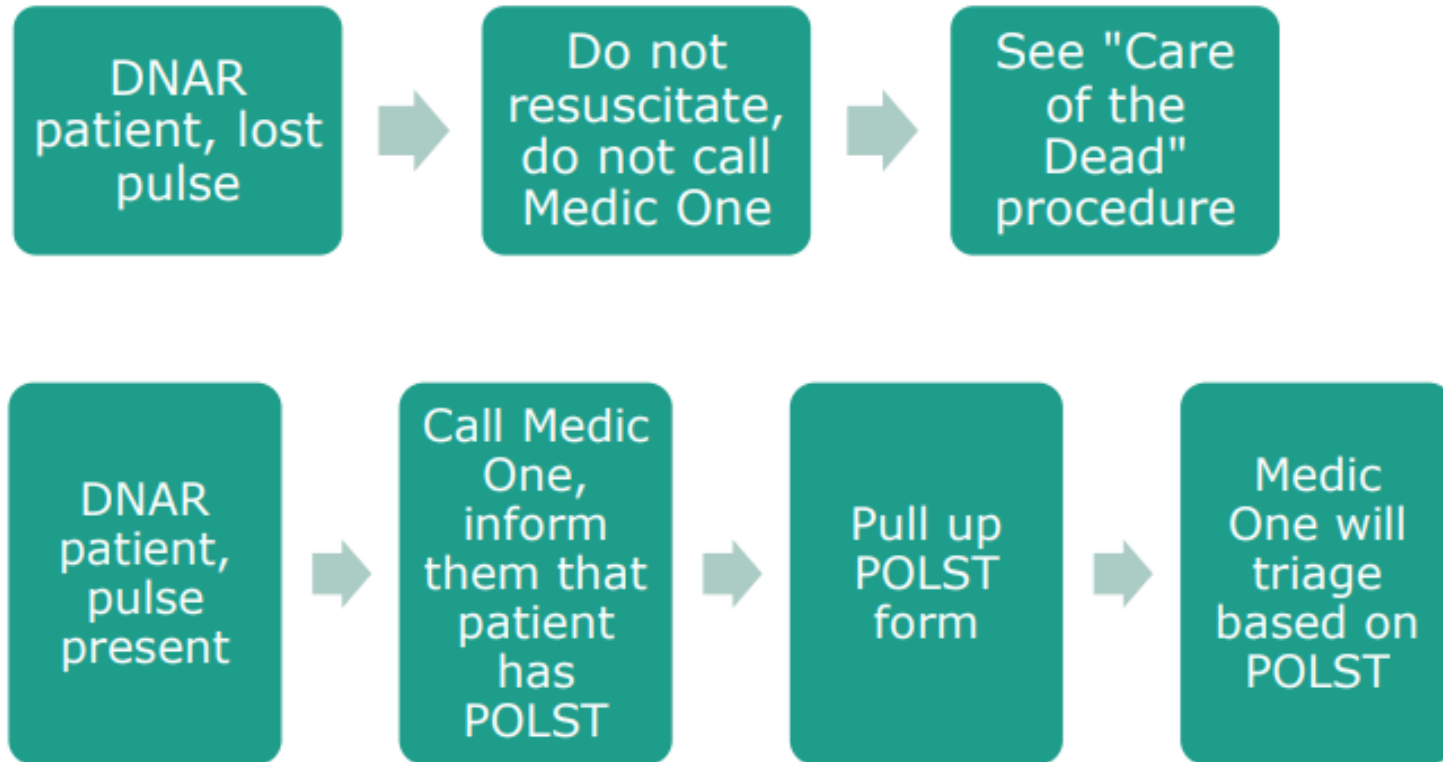 DNAR
patient, lost
pulse
Do not
resuscitate,
do not call
Medic One
See "Care
of the
Dead"
procedure
DNAR
patient,
pulse
present
Call Medic
One,
inform
them that
patient
has
POLST
Pull up
POLST
form
Medic
One will
triage
based on
POLST